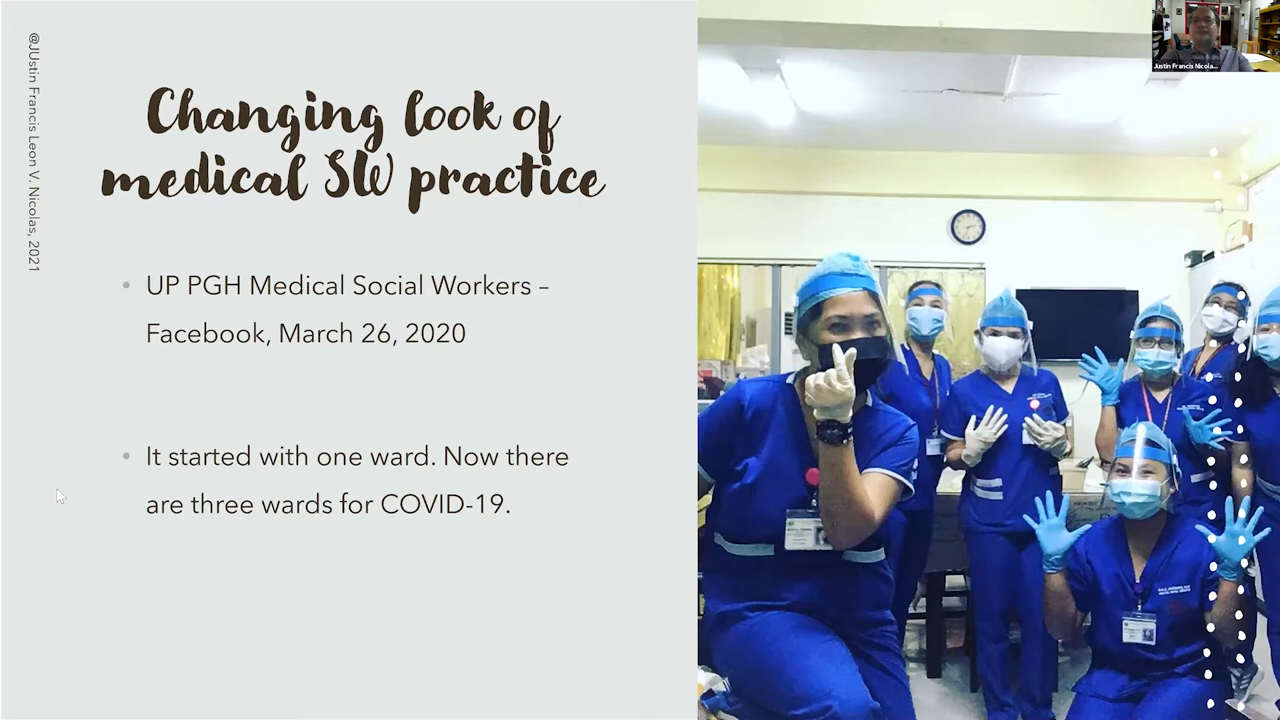 @JUstin Francis Leon V. Nicolas, 2021
Changing look of
medical SW practice
UP PGH Medical Social Workers –
Facebook, March 26, 2020
It started with one ward. Now there
are three wards for COVID-19.
Justin Francis Nicola...